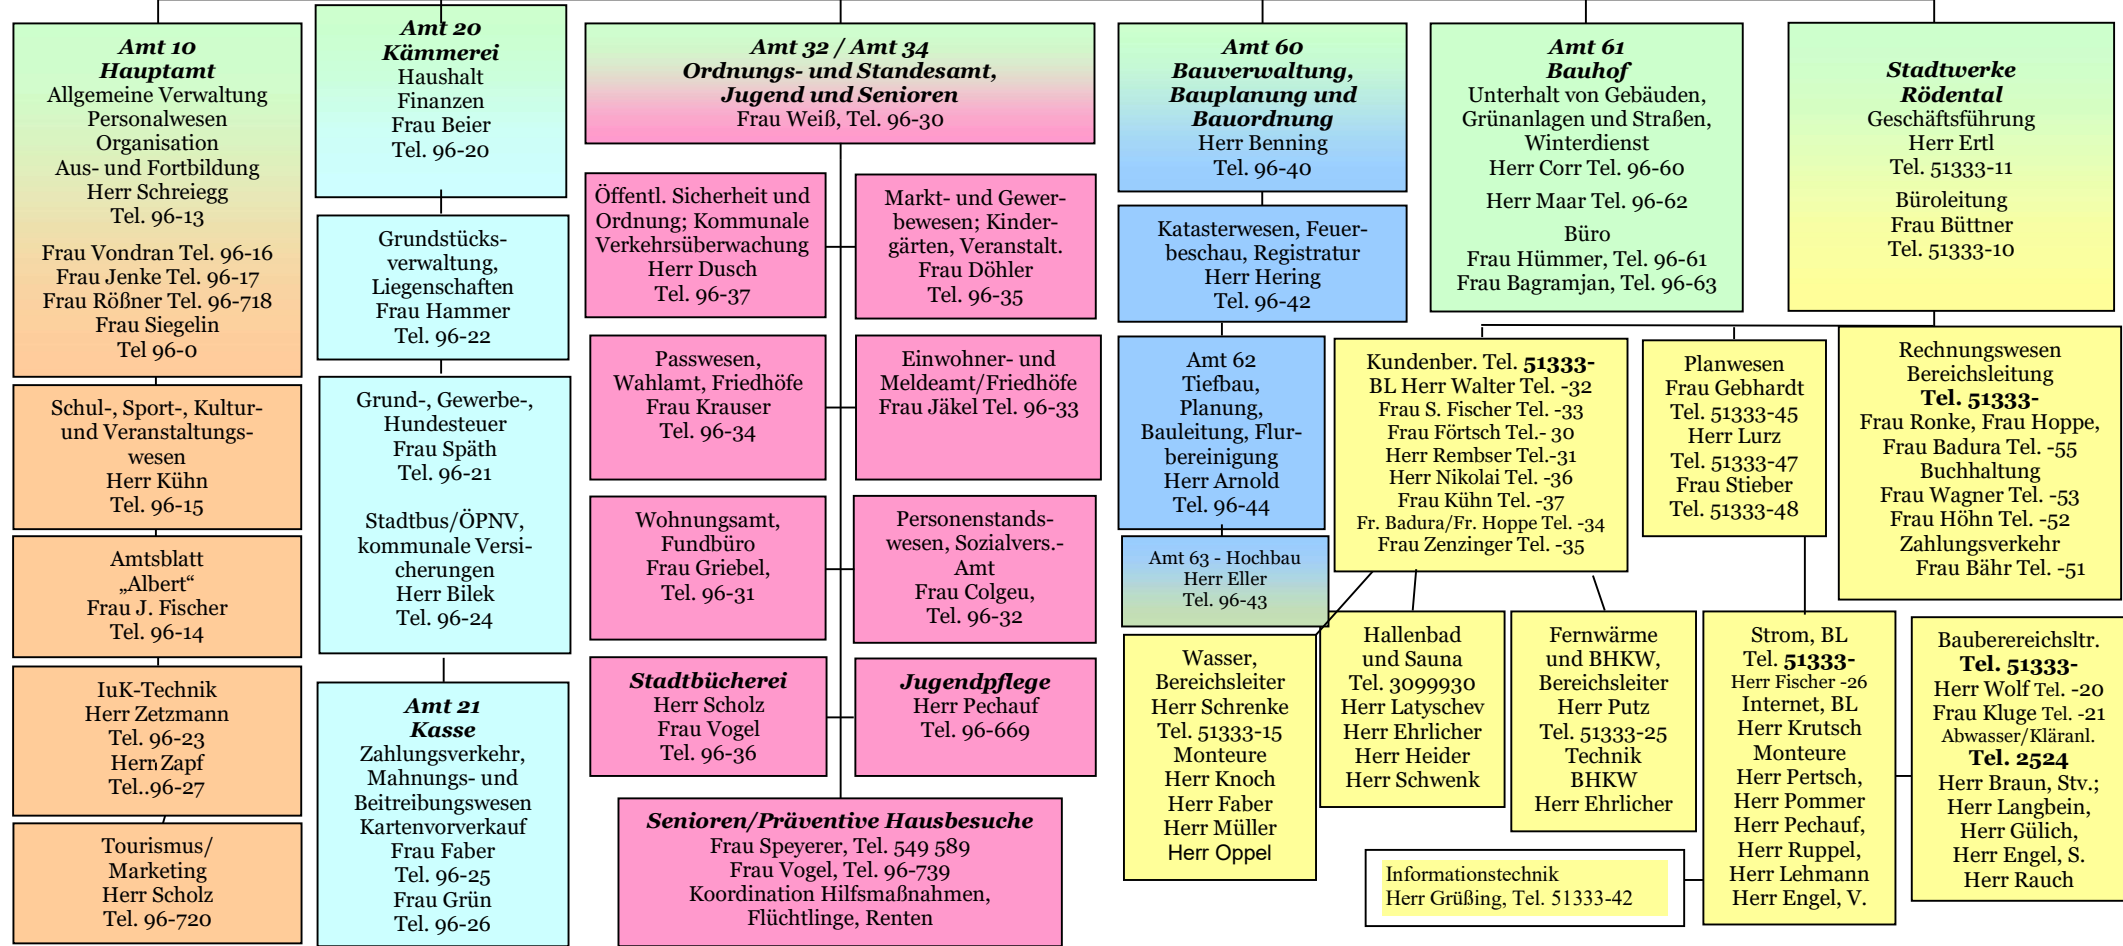 Amt 10
Hauptamt
Allgemeine Verwaltung
Personalwesen
Organisation
Aus- und Fortbildung
Herr Schreiegg
Tel. 96-13
Frau Vondran Tel. 96-16
Frau Jenke Tel. 96-17
Frau Rößner Tel. 96-718
Frau Siegelin
Tel 96-0
Schul-, Sport-, Kultur-
und Veranstaltungs-
wesen
Herr Kühn
Tel. 96-15
Amtsblatt
„Albert“
Frau J. Fischer
Tel. 96-14
IuK-Technik
Herr Zetzmann
Tel. 96-23
Herr Zapf
Tel..96-27
Tourismus/
Marketing
Herr Scholz
Tel. 96-720
Amt 20
Kämmerei
Haushalt
Finanzen
Frau Beier
Tel. 96-20
Grundstücks-
verwaltung,
Liegenschaften
Frau Hammer
Tel. 96-22
Grund-, Gewerbe-,
Hundesteuer
Frau Späth
Tel. 96-21
Stadtbus/ÖPNV,
kommunale Versi-
cherungen
Herr Bilek
Tel. 96-24
Amt 21
Kasse
Zahlungsverkehr,
Mahnungs- und
Beitreibungswesen
Kartenvorverkauf
Frau Faber
Tel. 96-25
Frau Grün
Tel. 96-26
Amt 32 / Amt 34
Ordnungs- und Standesamt,
Jugend und Senioren
Frau Weiß, Tel. 96-30
Öffentl. Sicherheit und
Ordnung; Kommunale
Verkehrsüberwachung
Herr Dusch
Tel. 96-37
Markt- und Gewer-
bewesen; Kinder-
gärten, Veranstalt.
Frau Döhler
Tel. 96-35
Passwesen,
Wahlamt, Friedhöfe
Frau Krauser
Tel. 96-34
Einwohner- und
Meldeamt/Friedhöfe
Frau Jäkel Tel. 96-33
Wohnungsamt,
Fundbüro
Frau Griebel,
Tel. 96-31
Personenstands-
wesen, Sozialvers.-
Amt
Frau Colgeu,
Tel. 96-32
Stadtbücherei
Herr Scholz
Frau Vogel
Tel. 96-36
Jugendpflege
Herr Pechauf
Tel. 96-669
Senioren/Präventive Hausbesuche
Frau Speyerer, Tel. 549 589
Frau Vogel, Tel. 96-739
Koordination Hilfsmaßnahmen,
Flüchtlinge, Renten
Amt 60
Bauverwaltung,
Bauplanung und
Bauordnung
Herr Benning
Tel. 96-40
Katasterwesen, Feuer-
beschau, Registratur
Herr Hering
Tel. 96-42
Amt 62
Tiefbau,
Planung,
Bauleitung, Flur-
bereinigung
Herr Arnold
Tel. 96-44
Amt 63 - Hochbau
Herr Eller
Tel. 96-43
Amt 61
Bauhof
Unterhalt von Gebäuden,
Grünanlagen und Straßen,
Winterdienst
Herr Corr Tel. 96-60
Herr Maar Tel. 96-62
Büro
Frau Hümmer, Tel. 96-61
Frau Bagramjan, Tel. 96-63
Stadtwerke
Rödental
Geschäftsführung
Herr Ertl
Tel. 51333-11
Büroleitung
Frau Büttner
Tel. 51333-10
Kundenber. Tel. 51333-
BL Herr Walter Tel. -32
Frau S. Fischer Tel. -33
Frau Förtsch Tel.- 30
Herr Rembser Tel.-31
Herr Nikolai Tel. -36
Frau Kühn Tel. -37
Fr. Badura/Fr. Hoppe Tel. -34
Frau Zenzinger Tel. -35
Planwesen
Frau Gebhardt
Tel. 51333-45
Herr Lurz
Tel. 51333-47
Frau Stieber
Tel. 51333-48
Rechnungswesen
Bereichsleitung
Tel. 51333-
Frau Ronke, Frau Hoppe,
Frau Badura Tel. -55
Buchhaltung
Frau Wagner Tel. -53
Frau Höhn Tel. -52
Zahlungsverkehr
Frau Bähr Tel. -51
Wasser,
Bereichsleiter
Herr Schrenke
Tel. 51333-15
Monteure
Herr Knoch
Herr Faber
Herr Müller
Herr Oppel
Hallenbad
und Sauna
Tel. 3099930
Herr Latyschev
Herr Ehrlicher
Herr Heider
Herr Schwenk
Fernwärme
und BHKW,
Bereichsleiter
Herr Putz
Tel. 51333-25
Technik
BHKW
Herr Ehrlicher
Strom, BL
Tel. 51333-
Herr Fischer -26
Internet, BL
Herr Krutsch
Monteure
Herr Pertsch,
Herr Pommer
Herr Pechauf,
Herr Ruppel,
Herr Lehmann
Herr Engel, V.
Bauberereichsltr.
Tel. 51333-
Herr Wolf Tel. -20
Frau Kluge Tel. -21
Abwasser/Kläranl.
Tel. 2524
Herr Braun, Stv.;
Herr Langbein,
Herr Gülich,
Herr Engel, S.
Herr Rauch
Informationstechnik
Herr Grüßing, Tel. 51333-42